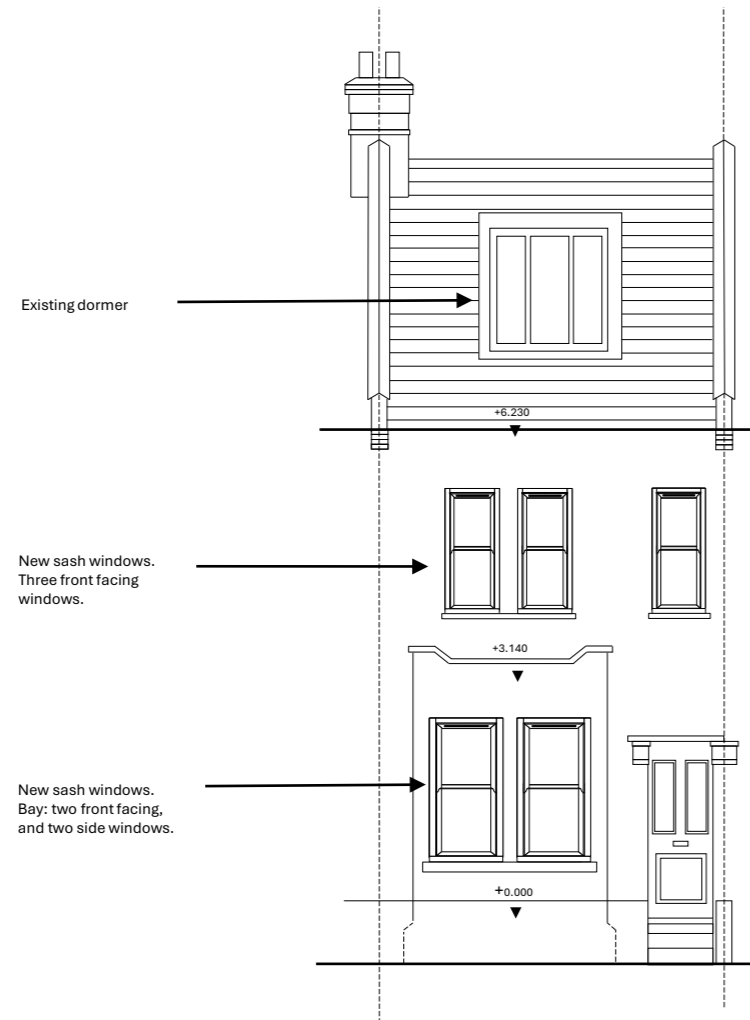 Existing dormer
+6.230
New sash windows.
Three front facing
windows.
+3.140
New sash windows.
Bay: two front facing,
and two side windows.
+0.000